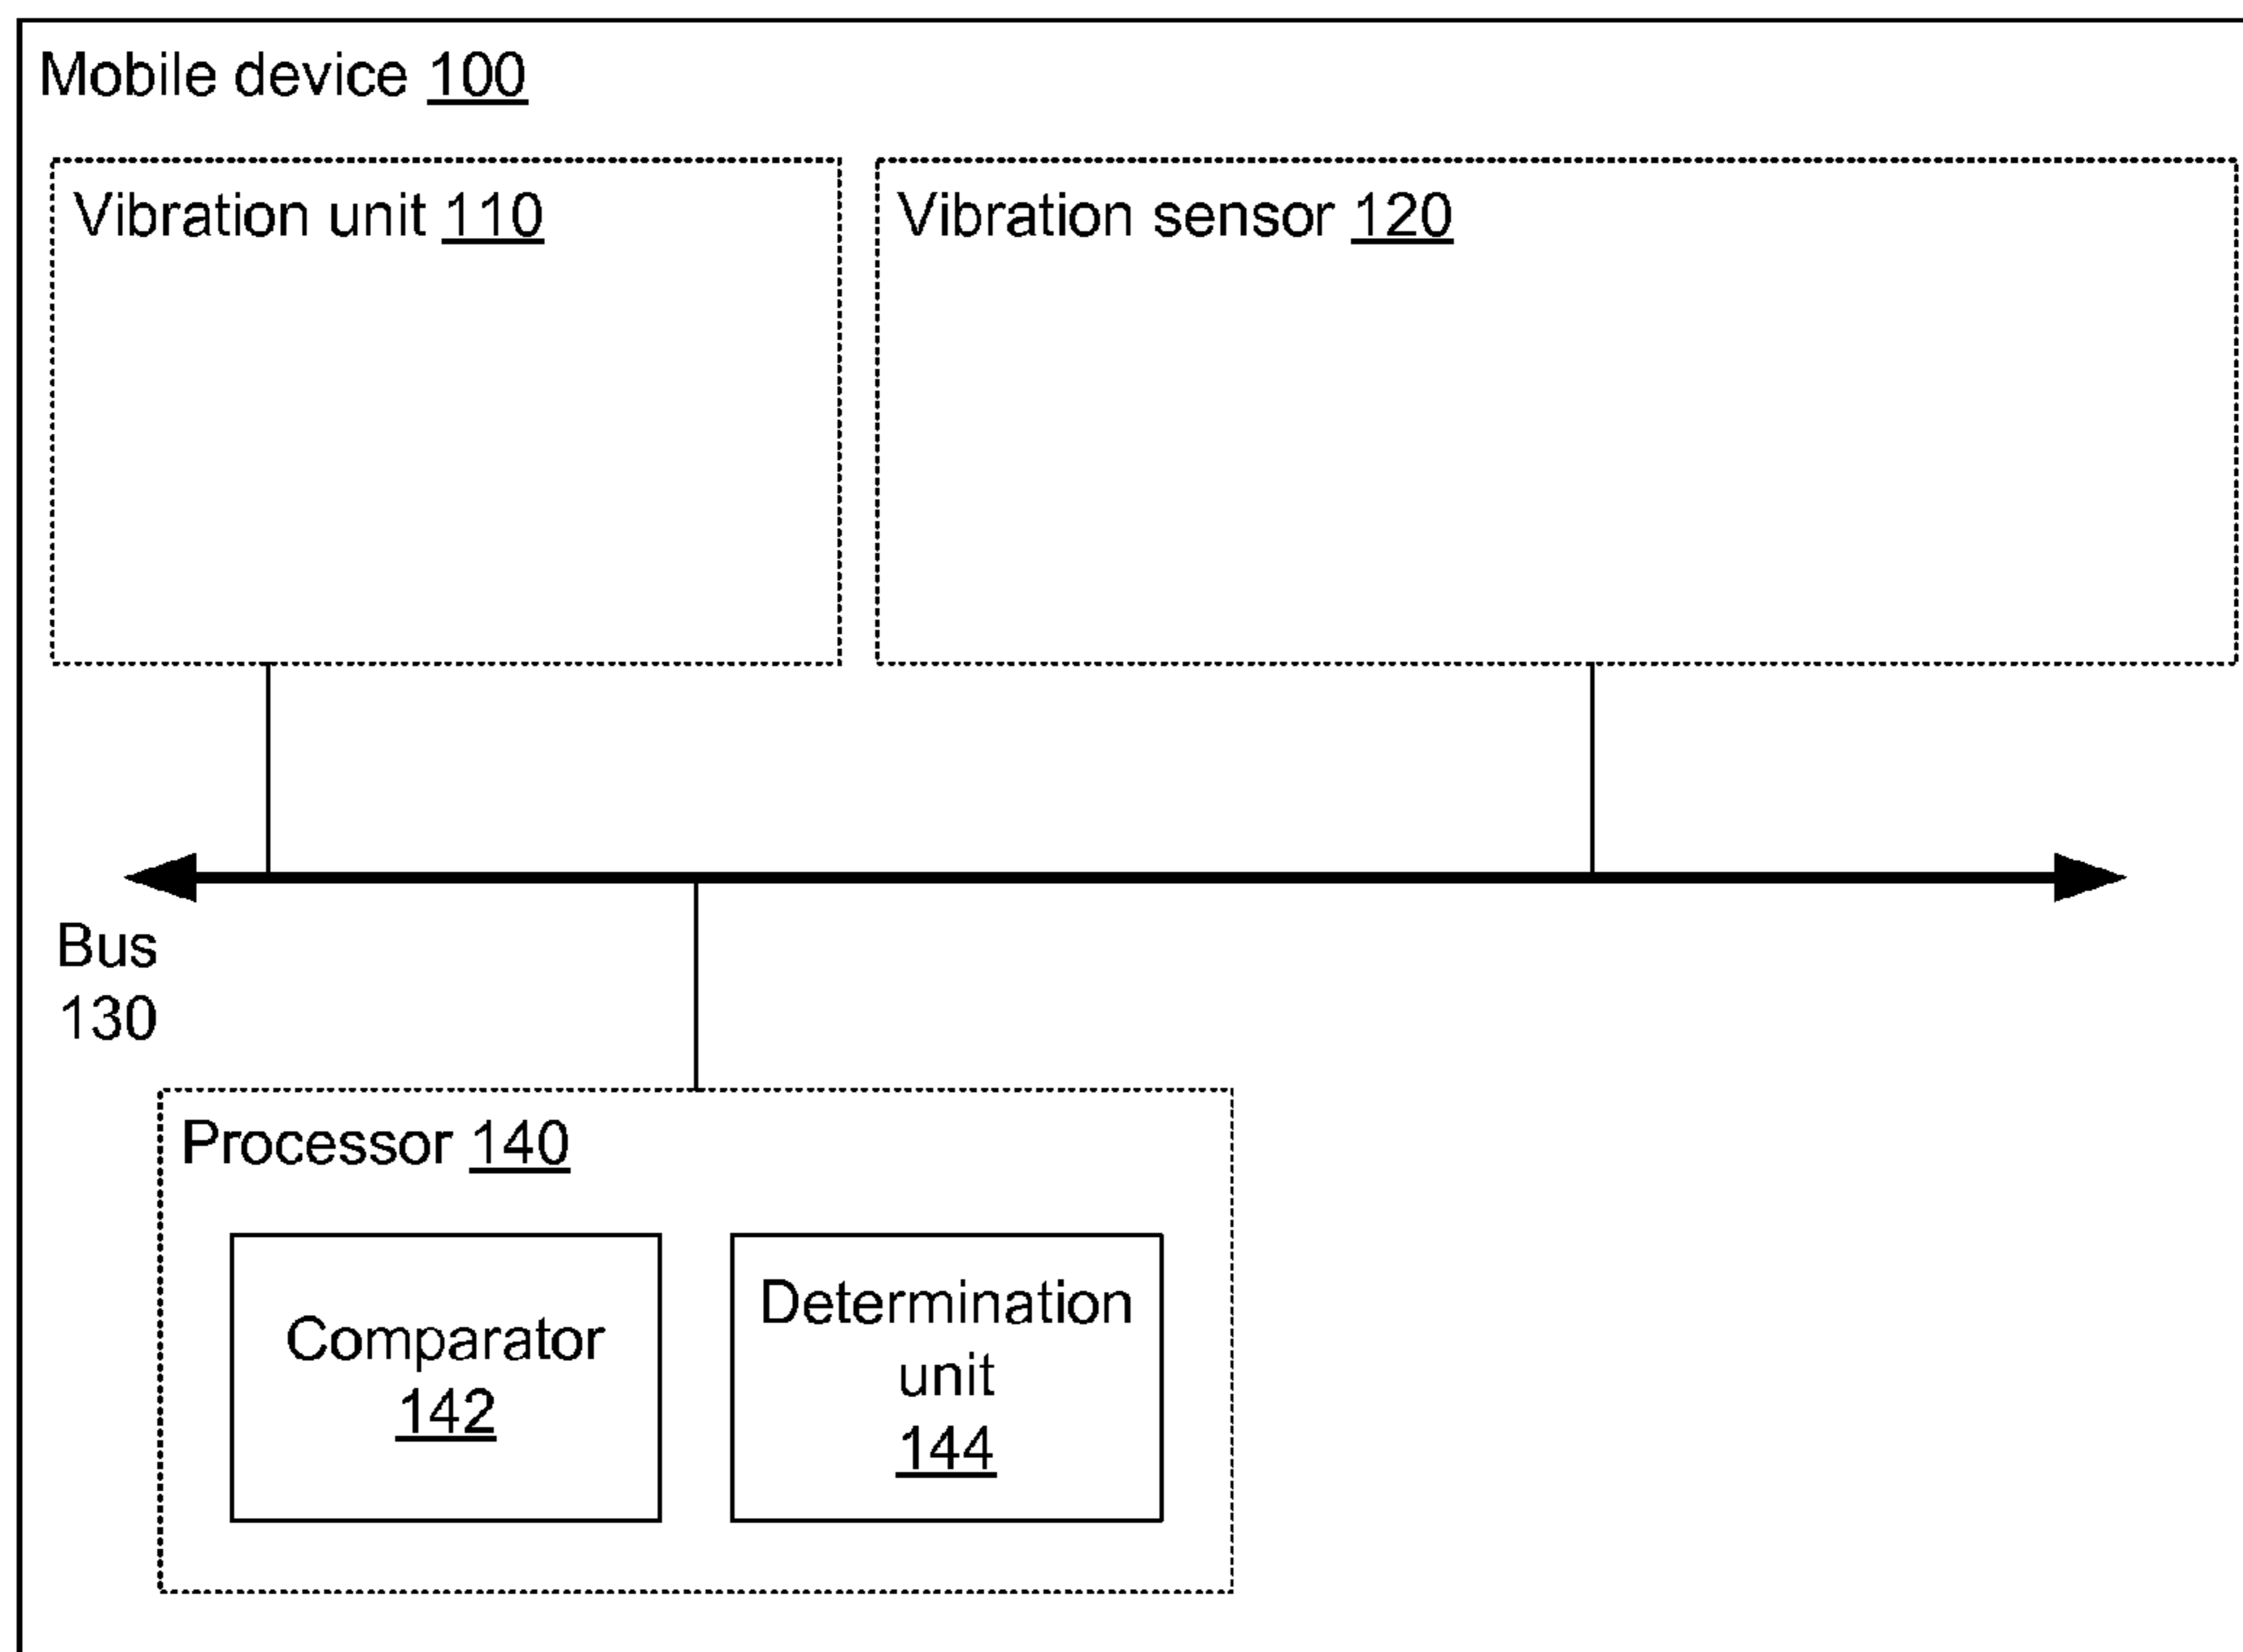 Mobile device 100
Vibration unit 110
Vibration sensor 120
Bus
130
Processor 140
Comparator
142
Determination
unit
144